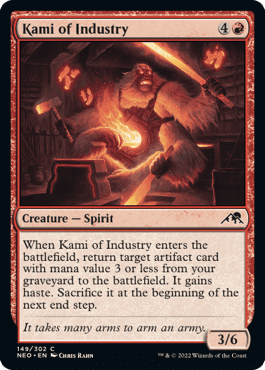 Kami of Industry 4
Creature — Spirit
When Kami of Industry enters the
battlefield, return target artifact card
with mana value 3 or less from your
graveyard to the battlefield. It gains
haste. Sacrifice it at the beginning of the
next end step.
It takes many arms to arm an army.
3/6
149/302 C
NEO • EN Chris Rahn
™ & © 2022 Wizards of the Coast